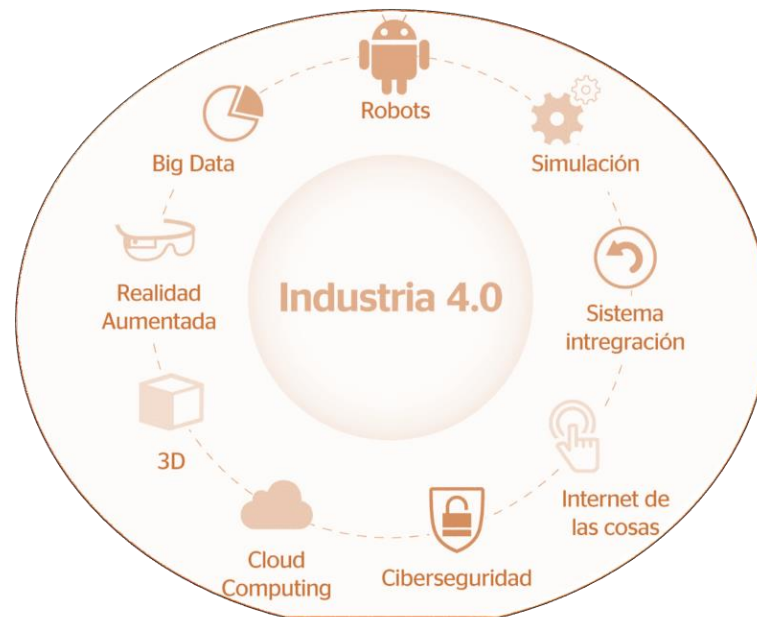 Robots
Big Data
Simulación
Industria 4.0
Realidad
Aumentada
Sistema
intregración
3D
Internet de
las cosas
Cloud
Computing
Ciberseguridad